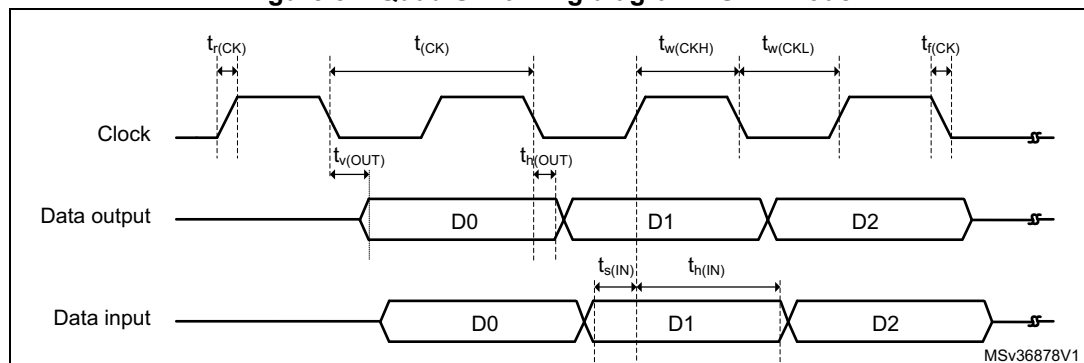 t_r(CK) t_(CK) t_w(CKH) t_w(CKL) t_f(CK)
Clock
t_v(OUT) t_h(OUT)
Data output D0 D1 D2
t_s(IN) t_h(IN)
Data input D0 D1 D2
MSv36878V1